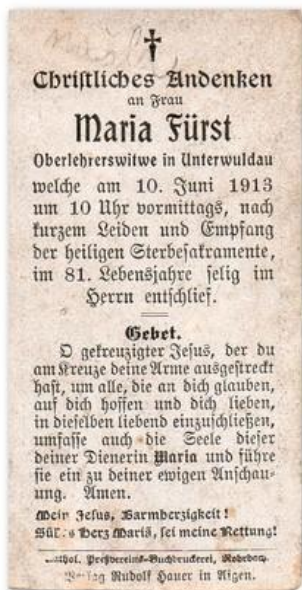 Christliches Andenken
an Frau
Maria Fürst
Oberlehrerswitwe in Unterwuldau
welche am 10. Juni 1913
um 10 Uhr vormittags, nach
kurzem Leiden und Empfang
der heiligen Sterbesakramente,
im 81. Lebensjahre selig im
Herrn entschlief.
Gebet.
O gekreuzigter Jesus, der du
am Kreuze deine Arme ausgestreckt
hast, um alle, die an dich glauben,
auf dich hoffen und dich lieben,
in dieselben liebend einzuschließen,
umfasse auch die Seele dieser
deiner Dienerin Maria und führe
sie ein zu deiner ewigen Anschau-
ung. Amen.
Mein Jesus, Barmherzigkeit!
Süßes Herz Mariä, sei meine Rettung!
Kathol. Preßvereins-Buchdruckerei, Rohrbach.
Verlag Rudolf Hauer in Aigen.